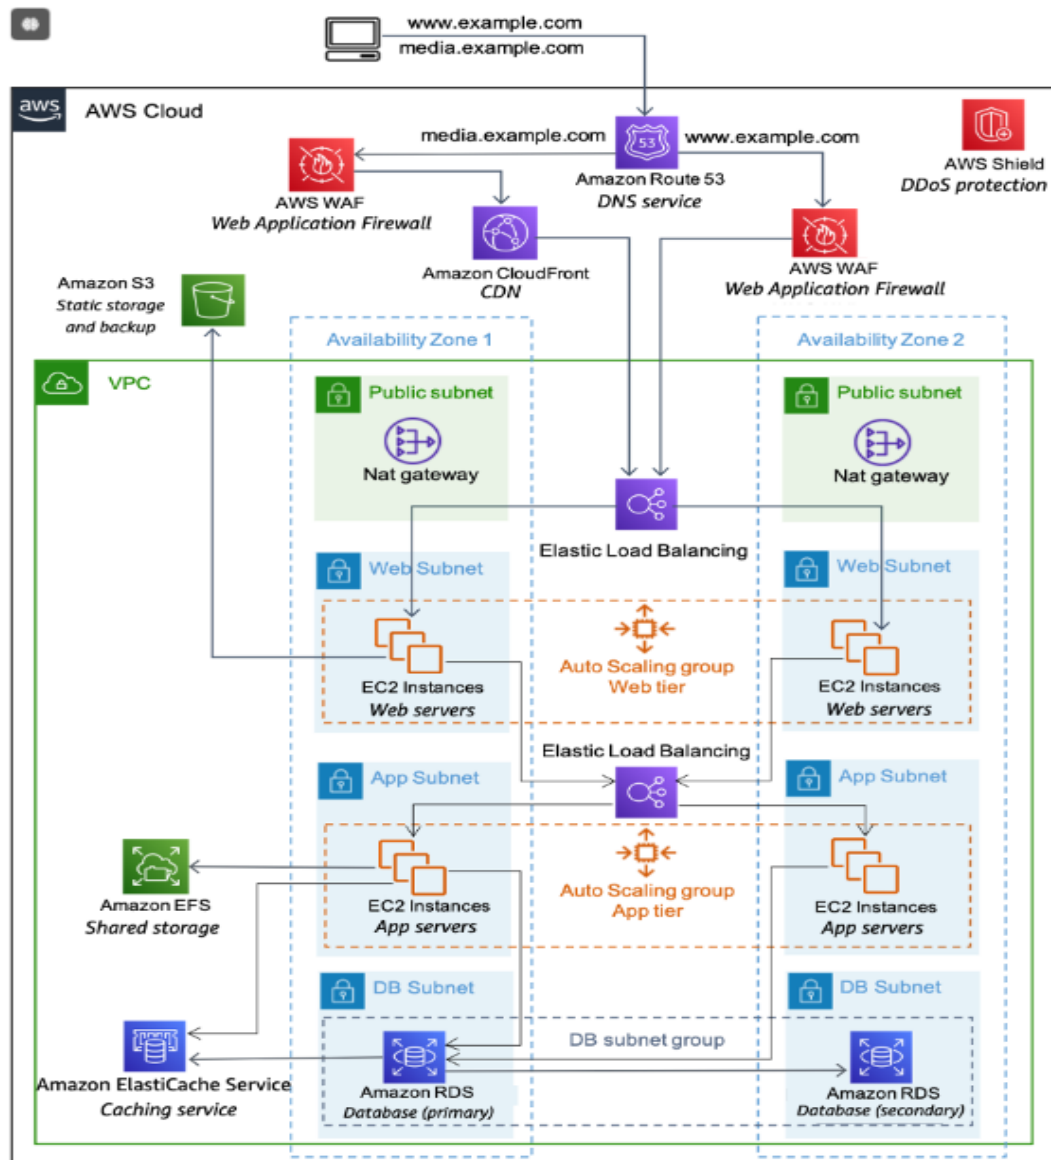 www.example.com
media.example.com
aws
AWS Cloud
media.example.com
www.example.com
53
Amazon Route 53
DNS service
AWS Shield
DDoS protection
AWS WAF
Web Application Firewall
Amazon CloudFront
CDN
AWS WAF
Web Application Firewall
Amazon S3
Static storage
and backup
Availability Zone 1
Availability Zone 2
VPC
Public subnet
Nat gateway
Public subnet
Nat gateway
Elastic Load Balancing
Web Subnet
Web Subnet
Auto Scaling group
Web tier
EC2 Instances
Web servers
EC2 Instances
Web servers
Elastic Load Balancing
App Subnet
App Subnet
Auto Scaling group
App tier
EC2 Instances
App servers
EC2 Instances
App servers
Amazon EFS
Shared storage
DB Subnet
DB Subnet
DB subnet group
Amazon ElastiCache Service
Caching service
Amazon RDS
Database (primary)
Amazon RDS
Database (secondary)